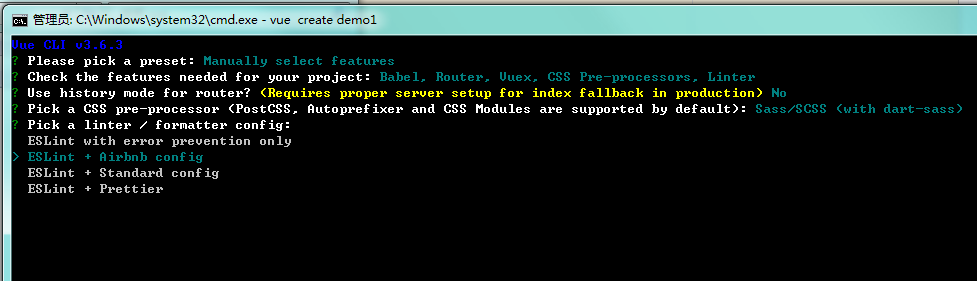 管理员: C:\Windows\system32\cmd.exe - vue  create demo1
Vue CLI v3.6.3
? Please pick a preset: Manually select features
? Check the features needed for your project: Babel, Router, Vuex, CSS Pre-processors, Linter
? Use history mode for router? (Requires proper server setup for index fallback in production) No
? Pick a CSS pre-processor (PostCSS, Autoprefixer and CSS Modules are supported by default): Sass/SCSS (with dart-sass)
? Pick a linter / formatter config:
ESLint with error prevention only
> ESLint + Airbnb config
ESLint + Standard config
ESLint + Prettier